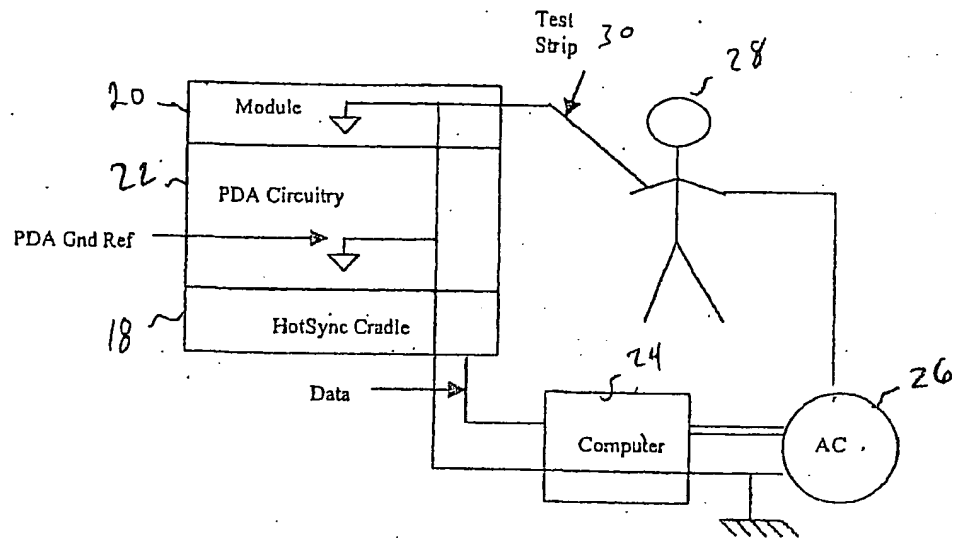 Test
Strip 30
28
20
Module
22
PDA Circuitry
PDA Gnd Ref
18
HotSync Cradle
24
26
Data
Computer
AC